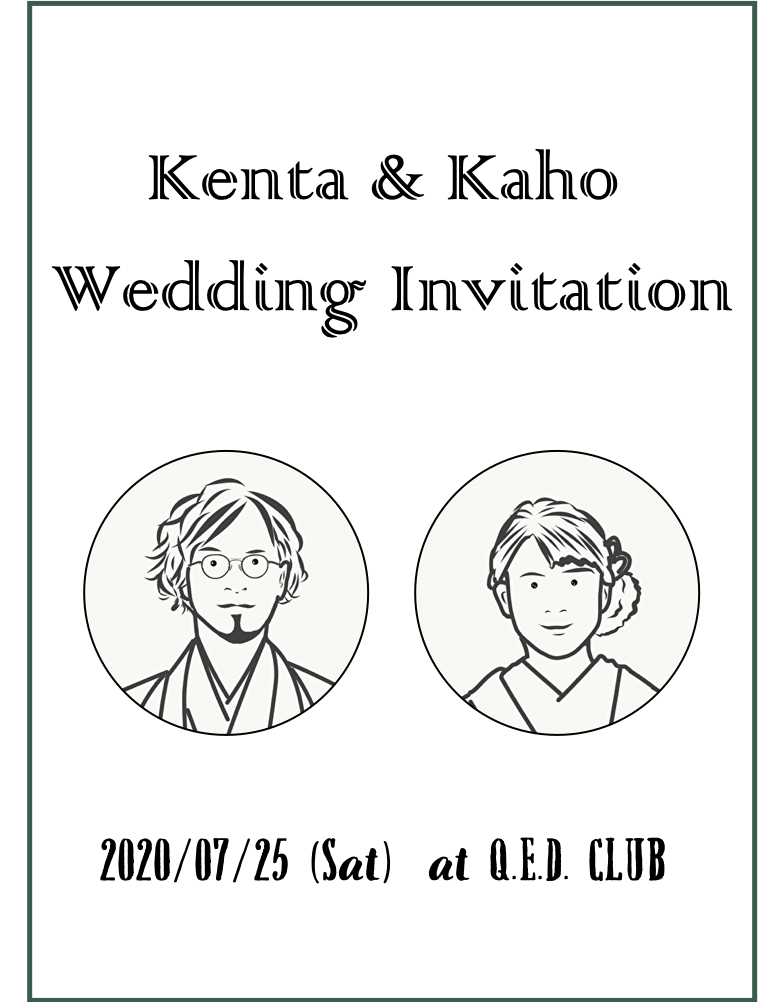 Kenta & Kaho
Wedding Invitation
2020/07/25 (Sat) at Q.E.D. CLUB